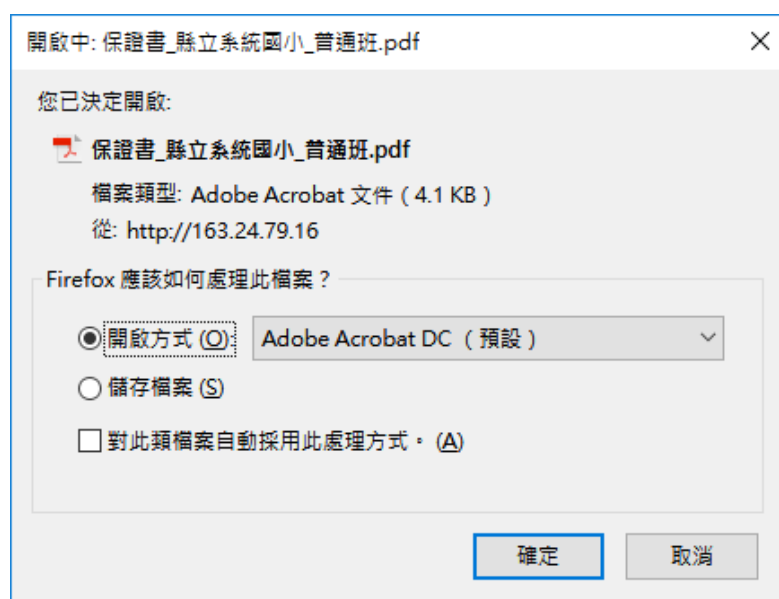 開啟中: 保證書_縣立系統國小_普通班.pdf
您已決定開啟:
保證書_縣立系統國小_普通班.pdf
檔案類型: Adobe Acrobat 文件 ( 4.1 KB )
從: http://163.24.79.16
Firefox 應該如何處理此檔案？
開啟方式 (O): Adobe Acrobat DC （預設）
儲存檔案 (S)
對此類檔案自動採用此處理方式。 (A)
確定 取消